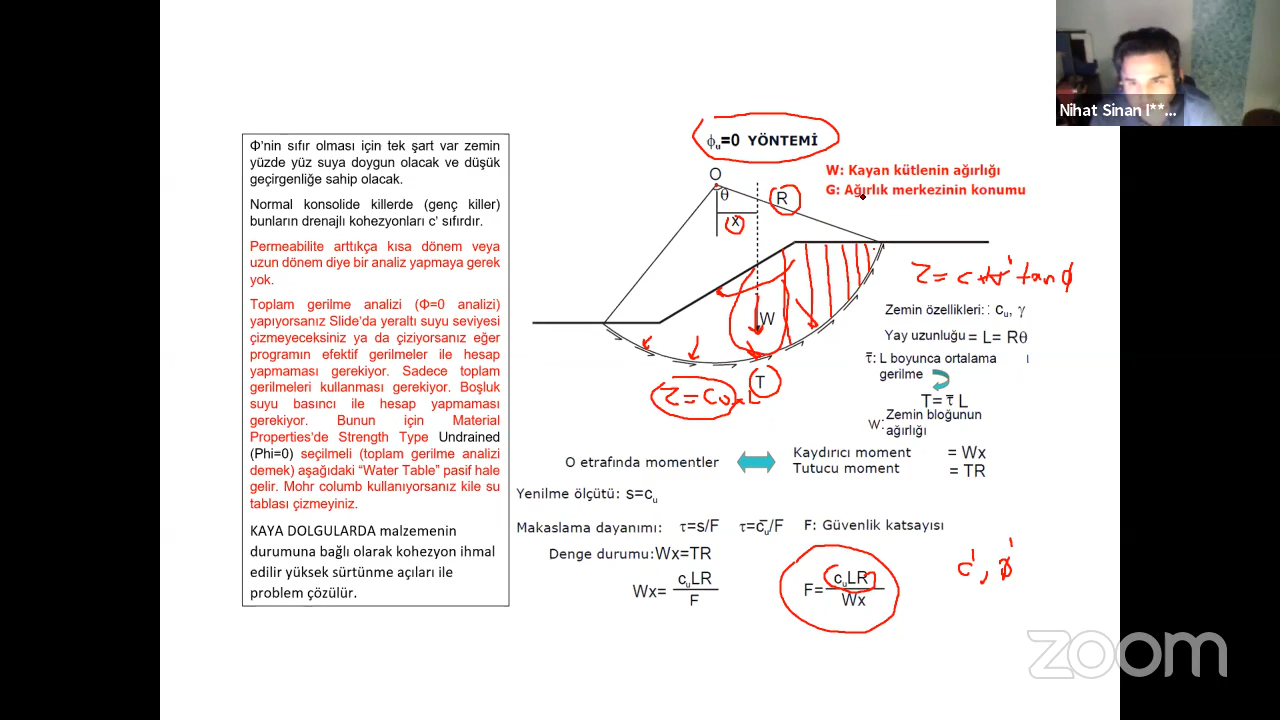 Nihat Sinan I**...
Φ'nin sıfır olması için tek şart var zemin
yüzde yüz suya doygun olacak ve düşük
geçirgenliğe sahip olacak.
Normal konsolide killerde (genç killer)
bunların drenajlı kohezyonları c' sıfırdır.
Permeabilite arttıkça kısa dönem veya
uzun dönem diye bir analiz yapmaya gerek
yok.
Toplam gerilme analizi (Φ=0 analizi)
yapıyorsanız Slide'da yeraltı suyu seviyesi
çizmeyeceksiniz ya da çiziyorsanız eğer
programın efektif gerilmeler ile hesap
yapmaması gerekiyor. Sadece toplam
gerilmeleri kullanması gerekiyor. Boşluk
suyu basıncı ile hesap yapmaması
gerekiyor. Bunun için Material
Properties'de Strength Type Undrained
(Phi=0) seçilmeli (toplam gerilme analizi
demek) aşağıdaki “Water Table” pasif hale
gelir. Mohr columb kullanıyorsanız kile su
tablası çizmeyiniz.
KAYA DOLGULARDA malzemenin
durumuna bağlı olarak kohezyon ihmal
edilir yüksek sürtünme açıları ile
problem çözülür.
ϕu=0 YÖNTEMİ
W: Kayan kütlenin ağırlığı
G: Ağırlık merkezinin konumu
O
θ
R
x
W
T
τ = cu × L
τ = c + σ' tan ϕ
Zemin özellikleri: : cu, γ
Yay uzunluğu = L= Rθ
τ̄: L boyunca ortalama
gerilme
T= τ̄ L
W: Zemin bloğunun
ağırlığı
O etrafında momentler
Kaydırıcı moment = Wx
Tutucu moment = TR
Yenilme ölçütü: s=cu
Makaslama dayanımı: τ=s/F τ=c̄u/F F: Güvenlik katsayısı
Denge durumu:Wx=TR
Wx= cuLR
F
F= cuLR
Wx
c', ϕ'
zoom